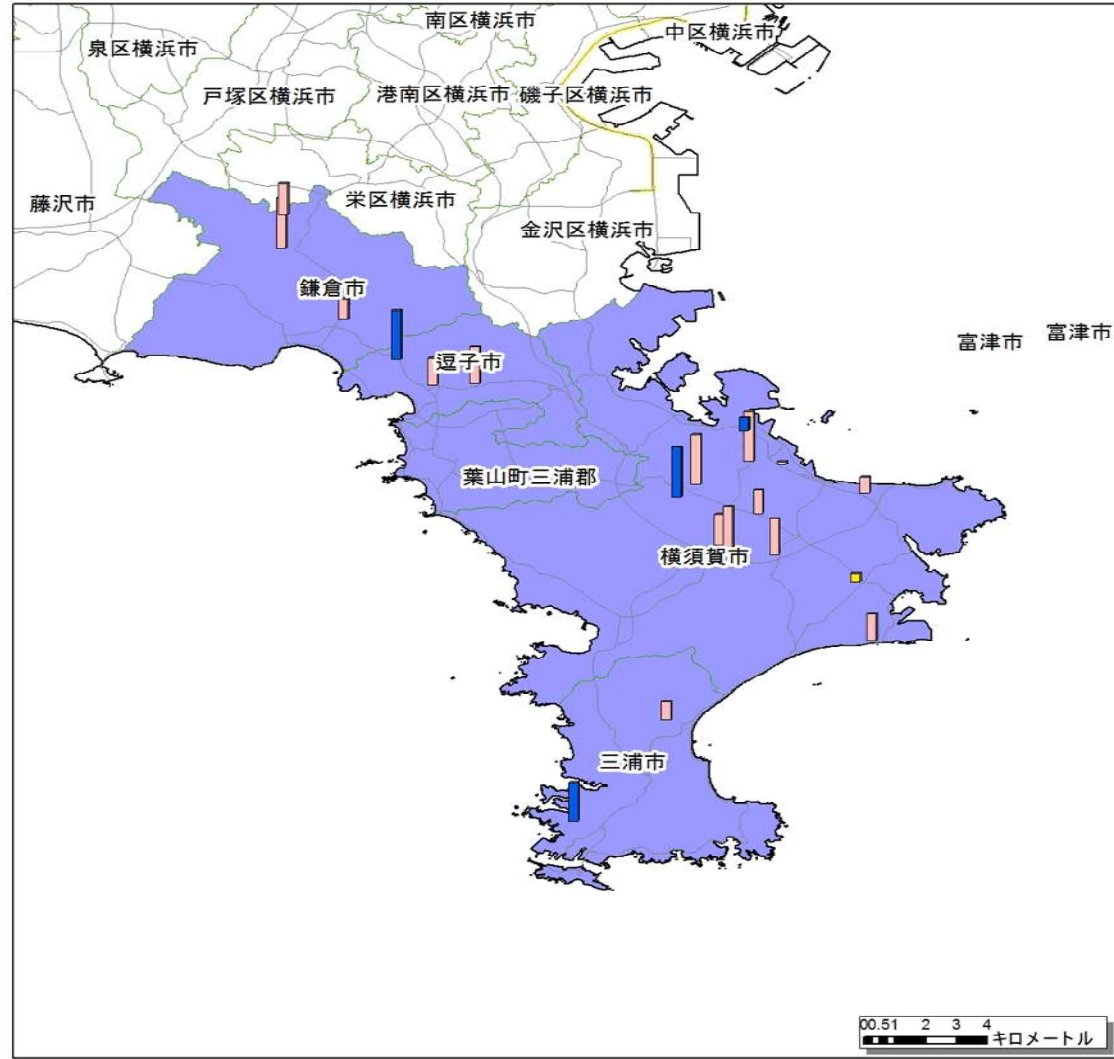 南区横浜市
中区横浜市
泉区横浜市
戸塚区横浜市
港南区横浜市
磯子区横浜市
藤沢市
栄区横浜市
金沢区横浜市
鎌倉市
富津市
富津市
逗子市
葉山町三浦郡
横須賀市
三浦市
00.51 2 3 4
キロメートル